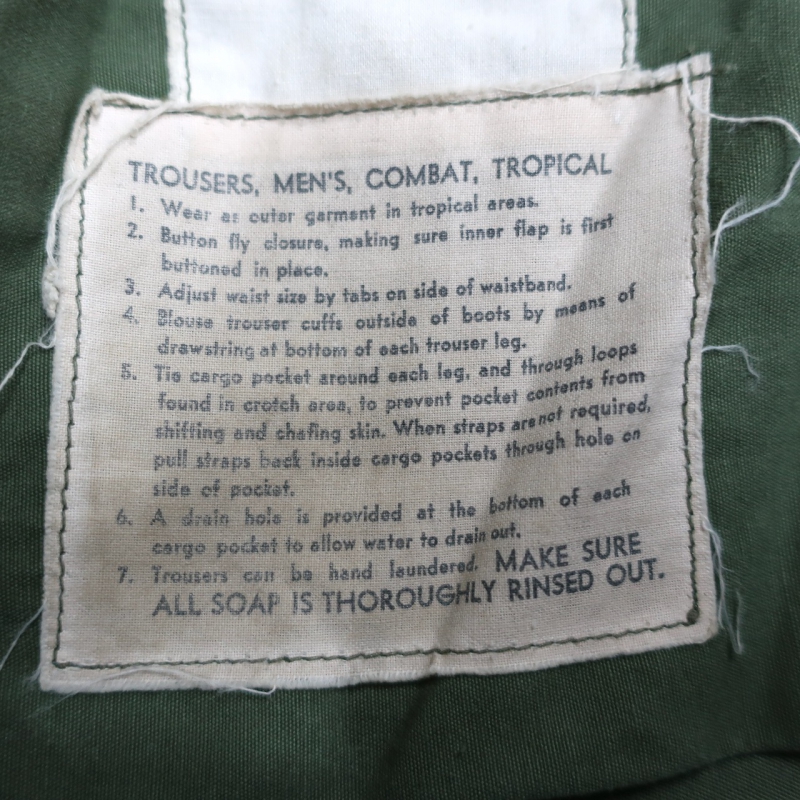 TROUSERS, MEN'S, COMBAT, TROPICAL
1. Wear as outer garment in tropical areas.
2. Button fly closure, making sure inner flap is first
buttoned in place.
3. Adjust waist size by tabs on side of waistband.
4. Blouse trouser cuffs outside of boots by means of
drawstring at bottom of each trouser leg.
5. Tie cargo pocket around each leg, and through loops
found in crotch area, to prevent pocket contents from
shifting and chafing skin. When straps are not required,
pull straps back inside cargo pockets through hole on
side of pocket.
6. A drain hole is provided at the bottom of each
cargo pocket to allow water to drain out.
7. Trousers can be hand laundered. MAKE SURE
ALL SOAP IS THOROUGHLY RINSED OUT.